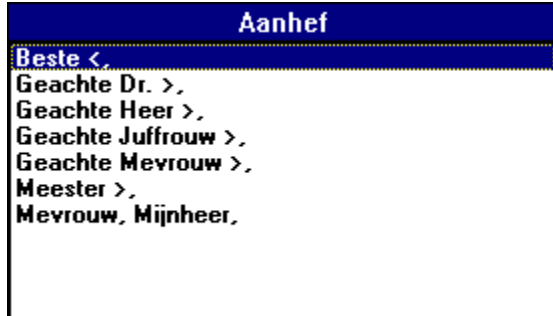 Aanhef
Beste <,
Geachte Dr. >,
Geachte Heer >,
Geachte Juffrouw >,
Geachte Mevrouw >,
Meester >,
Mevrouw, Mijnheer,